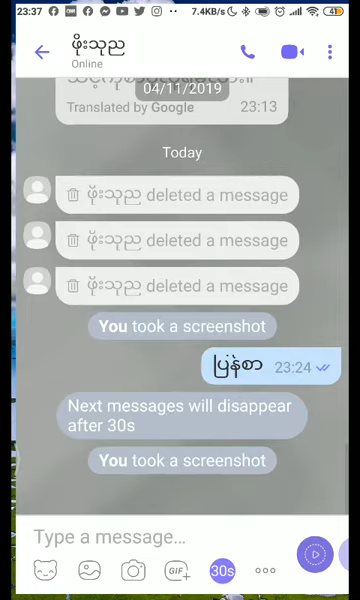 23:37 7.4KB/s 41
ဖိုးသုည
Online
04/11/2019
Translated by Google 23:13
Today
ဖိုးသုည deleted a message
ဖိုးသုည deleted a message
ဖိုးသုည deleted a message
You took a screenshot
ပြန်စာ 23:24
Next messages will disappear
after 30s
You took a screenshot
Type a message...
GIF 30s